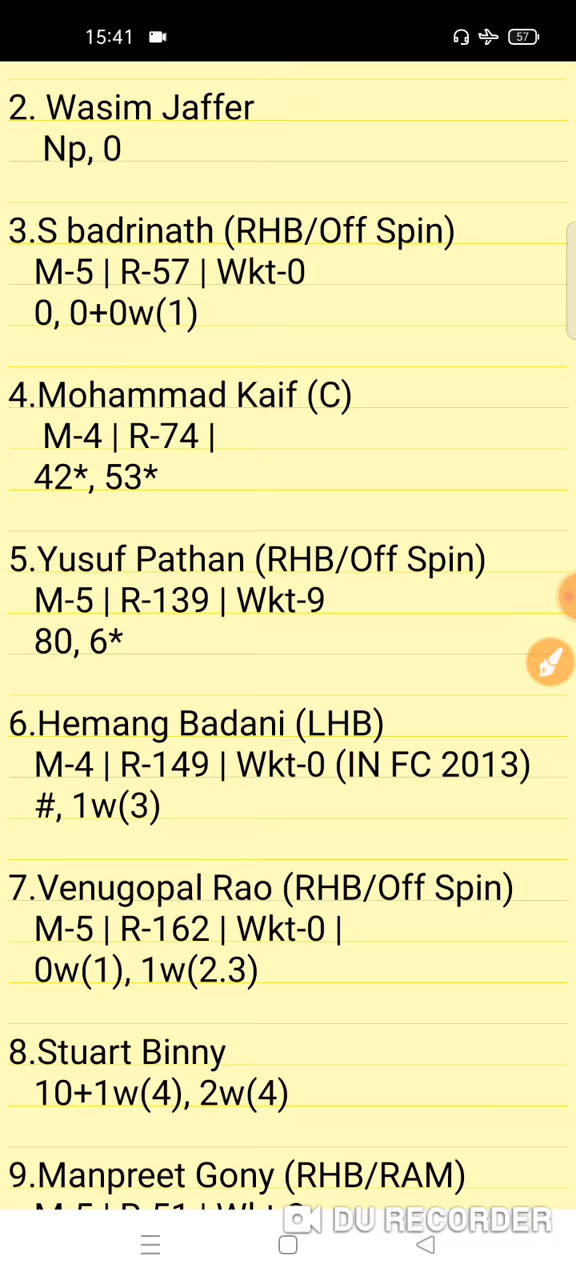 15:41
57
2. Wasim Jaffer
Np, 0
3.S badrinath (RHB/Off Spin)
M-5 | R-57 | Wkt-0
0, 0+0w(1)
4.Mohammad Kaif (C)
M-4 | R-74 |
42*, 53*
5.Yusuf Pathan (RHB/Off Spin)
M-5 | R-139 | Wkt-9
80, 6*
6.Hemang Badani (LHB)
M-4 | R-149 | Wkt-0 (IN FC 2013)
#, 1w(3)
7.Venugopal Rao (RHB/Off Spin)
M-5 | R-162 | Wkt-0 |
0w(1), 1w(2.3)
8.Stuart Binny
10+1w(4), 2w(4)
9.Manpreet Gony (RHB/RAM)
DU RECORDER